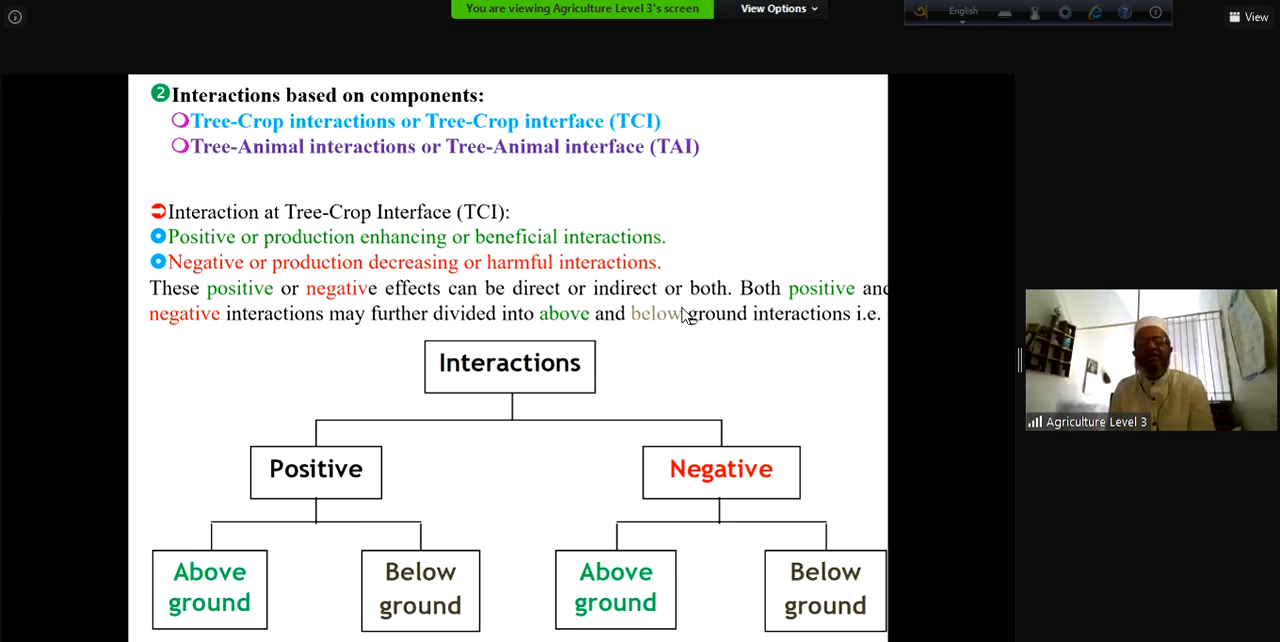 You are viewing Agriculture Level 3's screen
View Options
English
View
❷Interactions based on components:
❍Tree-Crop interactions or Tree-Crop interface (TCI)
❍Tree-Animal interactions or Tree-Animal interface (TAI)
➲Interaction at Tree-Crop Interface (TCI):
Positive or production enhancing or beneficial interactions.
Negative or production decreasing or harmful interactions.
These positive or negative effects can be direct or indirect or both. Both positive and
negative interactions may further divided into above and below ground interactions i.e.
Interactions
Positive
Negative
Above
ground
Below
ground
Above
ground
Below
ground
Agriculture Level 3